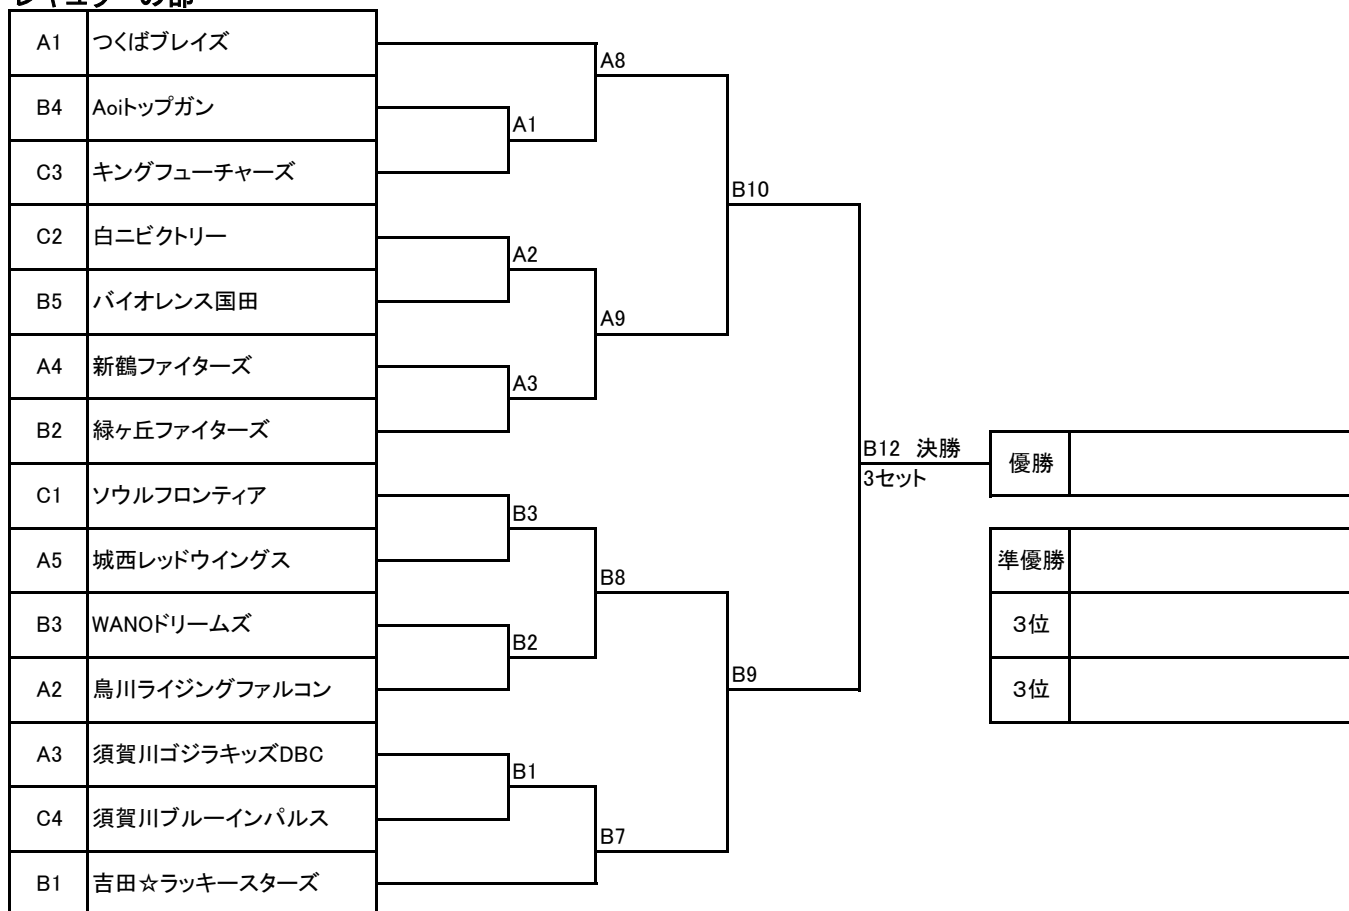 レギュラーの部
A1 つくばブレイズ
A8
B4 Aoiトップガン
A1
C3 キングフューチャーズ
B10
C2 白ニビクトリー
A2
B5 バイオレンス国田
A9
A4 新鶴ファイターズ
A3
B2 緑ヶ丘ファイターズ
B12 決勝
優勝
3セット
C1 ソウルフロンティア
B3
A5 城西レッドウイングス
準優勝
B8
B3 WANOドリームズ
3位
B2
A2 鳥川ライジングファルコン
B9
3位
A3 須賀川ゴジラキッズDBC
B1
C4 須賀川ブルーインパルス
B7
B1 吉田☆ラッキースターズ